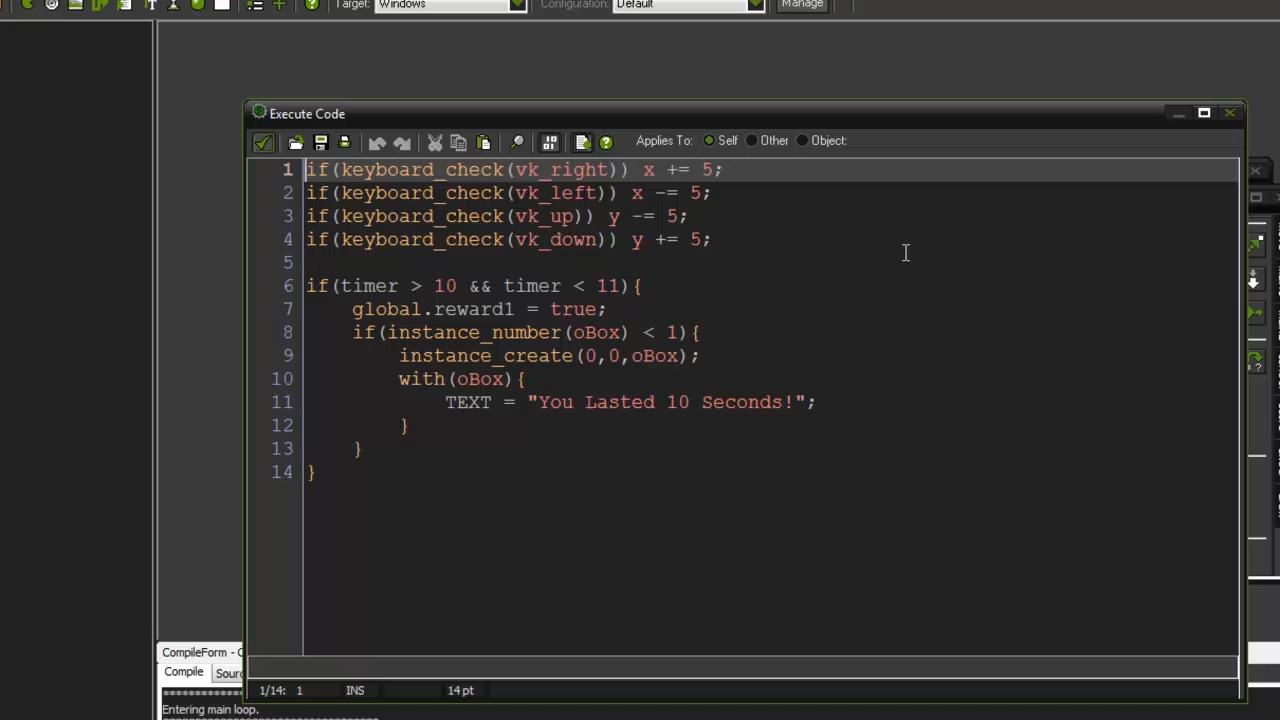 Target: Windows Configuration: Default Manage
Execute Code
Applies To: Self Other Object:
1 if(keyboard_check(vk_right)) x += 5;
2 if(keyboard_check(vk_left)) x -= 5;
3 if(keyboard_check(vk_up)) y -= 5;
4 if(keyboard_check(vk_down)) y += 5;
5
6 if(timer > 10 && timer < 11){
7 global.reward1 = true;
8 if(instance_number(oBox) < 1){
9 instance_create(0,0,oBox);
10 with(oBox){
11 TEXT = "You Lasted 10 Seconds!";
12 }
13 }
14 }
CompileForm - C
Compile Sour
1/14: 1 INS 14 pt
Entering main loop.